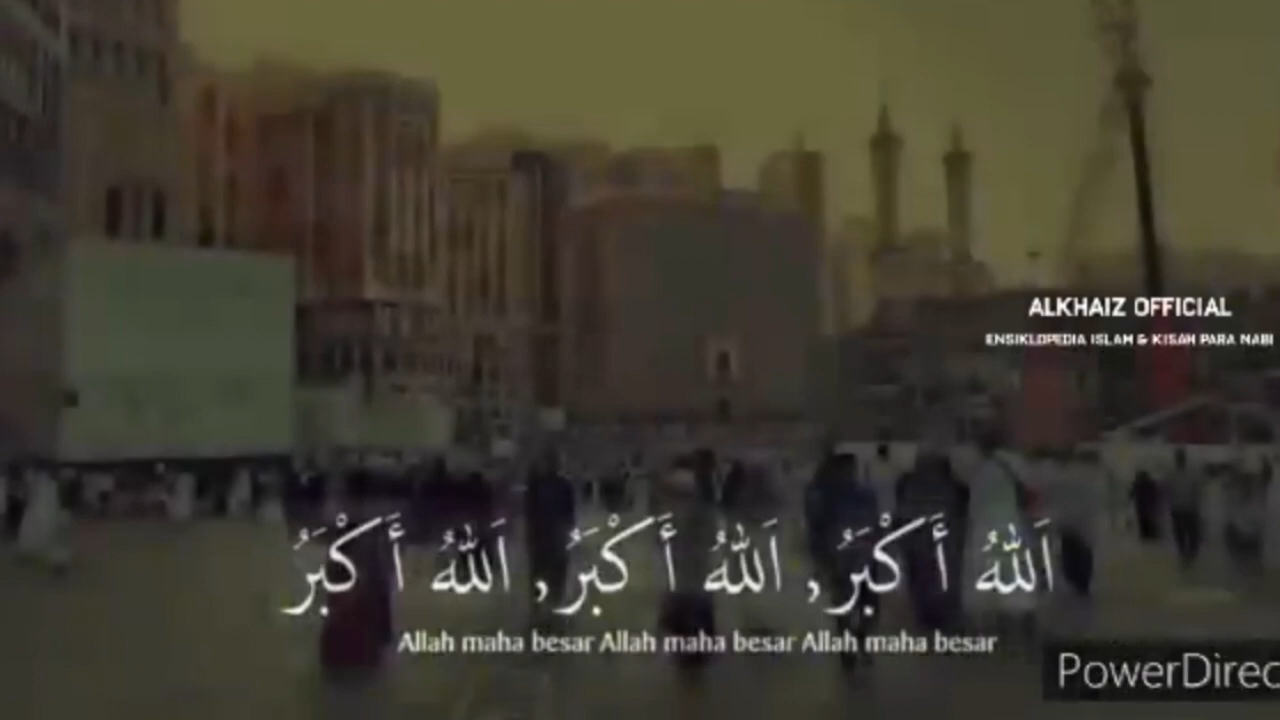 ALKHAIZ OFFICIAL
ENSIKLOPEDIA ISLAM & KISAH PARA NABI
اَللهُ أَكْبَرُ, اَللهُ أَكْبَرُ, اَللهُ أَكْبَرُ
Allah maha besar Allah maha besar Allah maha besar
PowerDirec